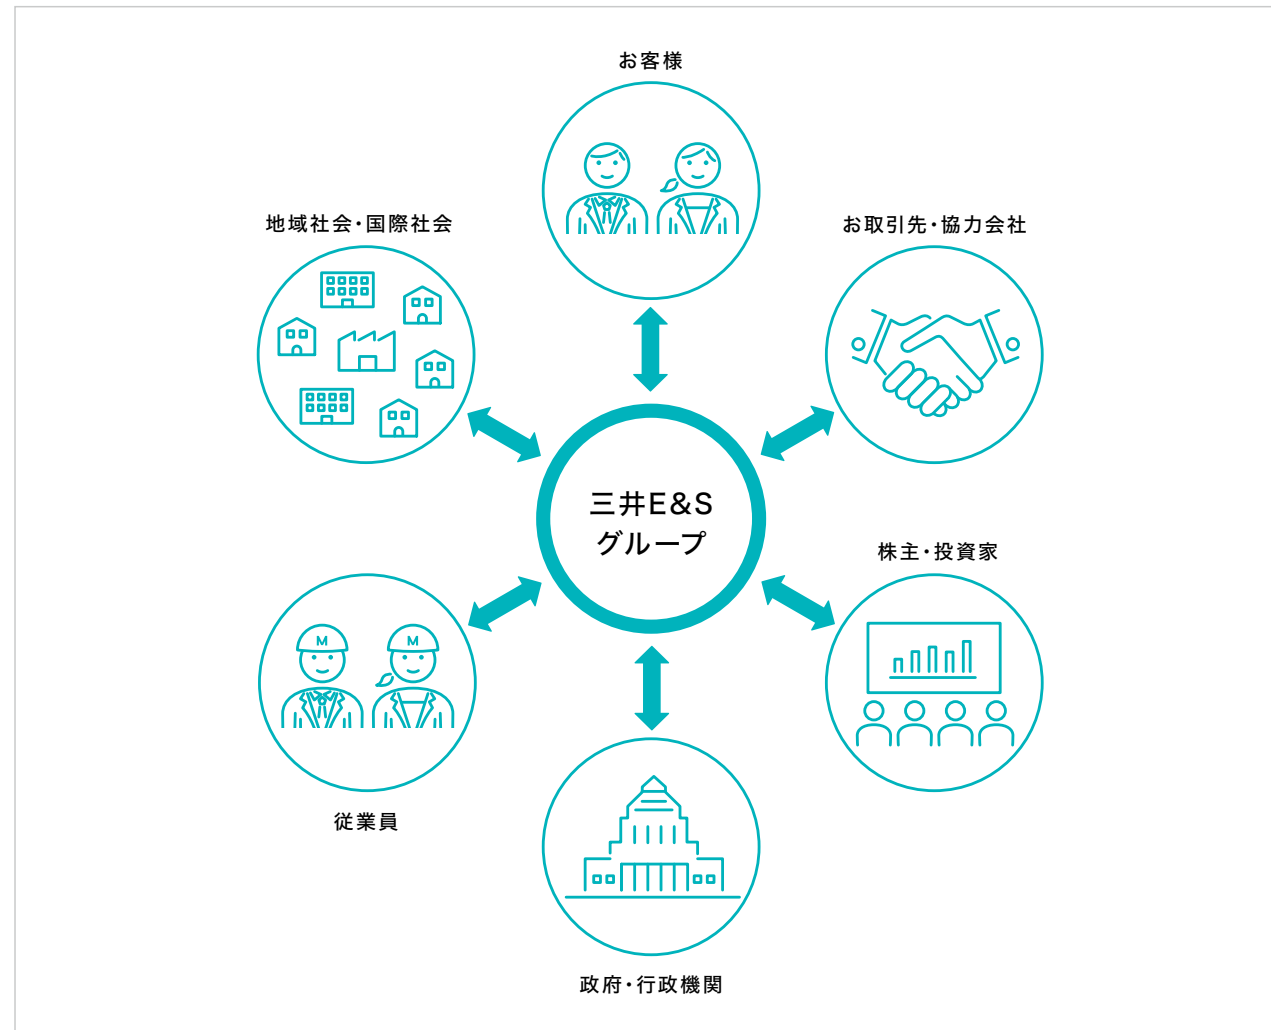 お客様
地域社会・国際社会
お取引先・協力会社
三井E&S
グループ
株主・投資家
M
M
従業員
政府・行政機関